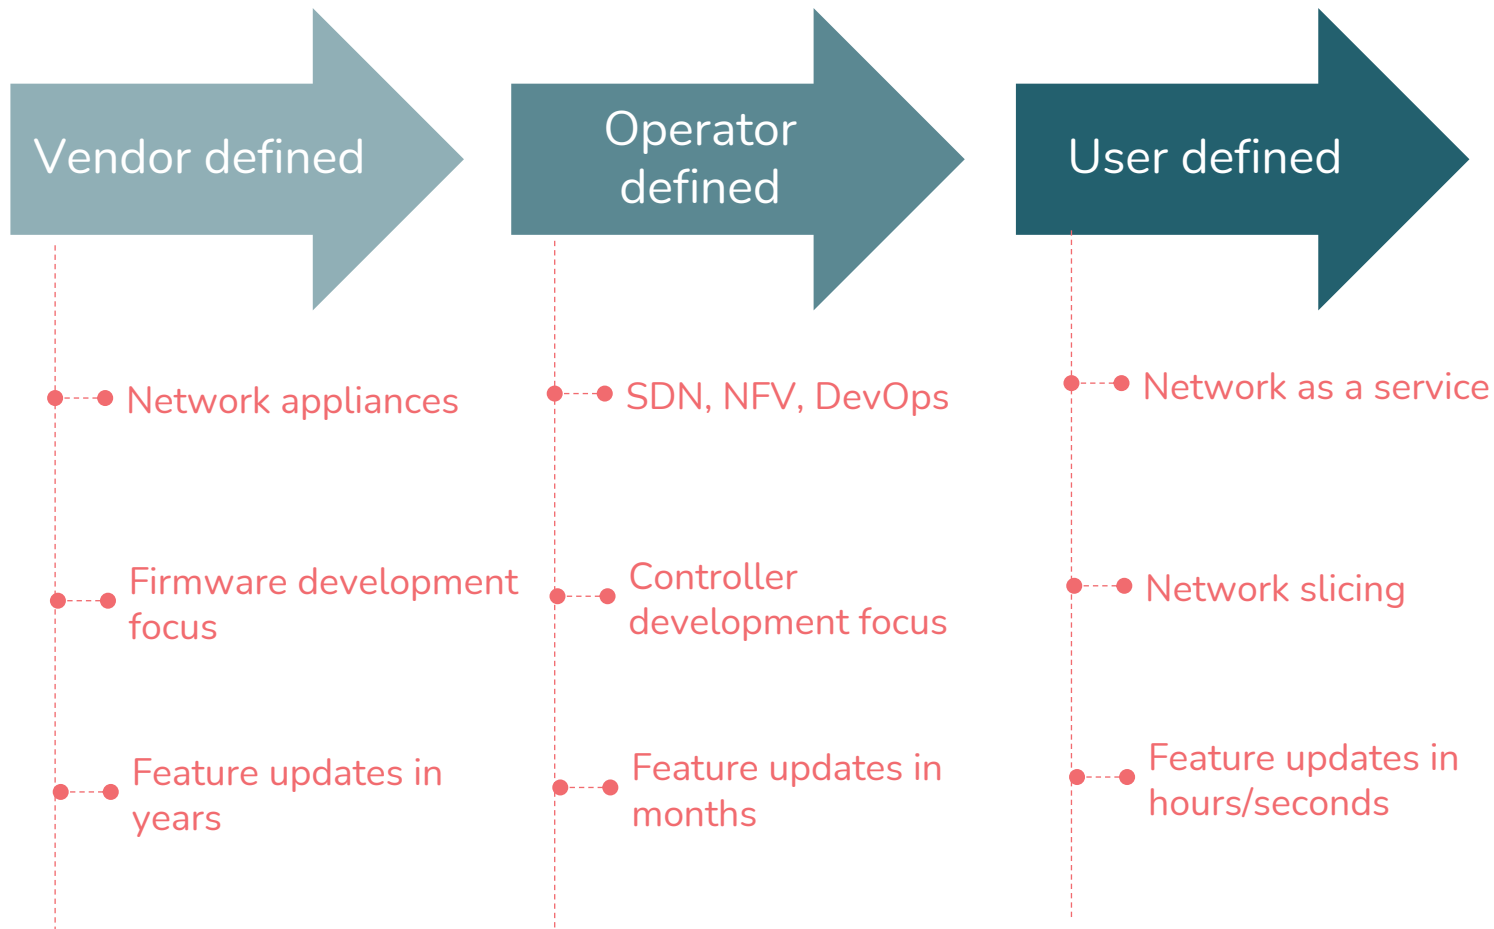 Vendor defined
Network appliances
Firmware development
focus
Feature updates in
years
Operator
defined
SDN, NFV, DevOps
Controller
development focus
Feature updates in
months
User defined
Network as a service
Network slicing
Feature updates in
hours/seconds